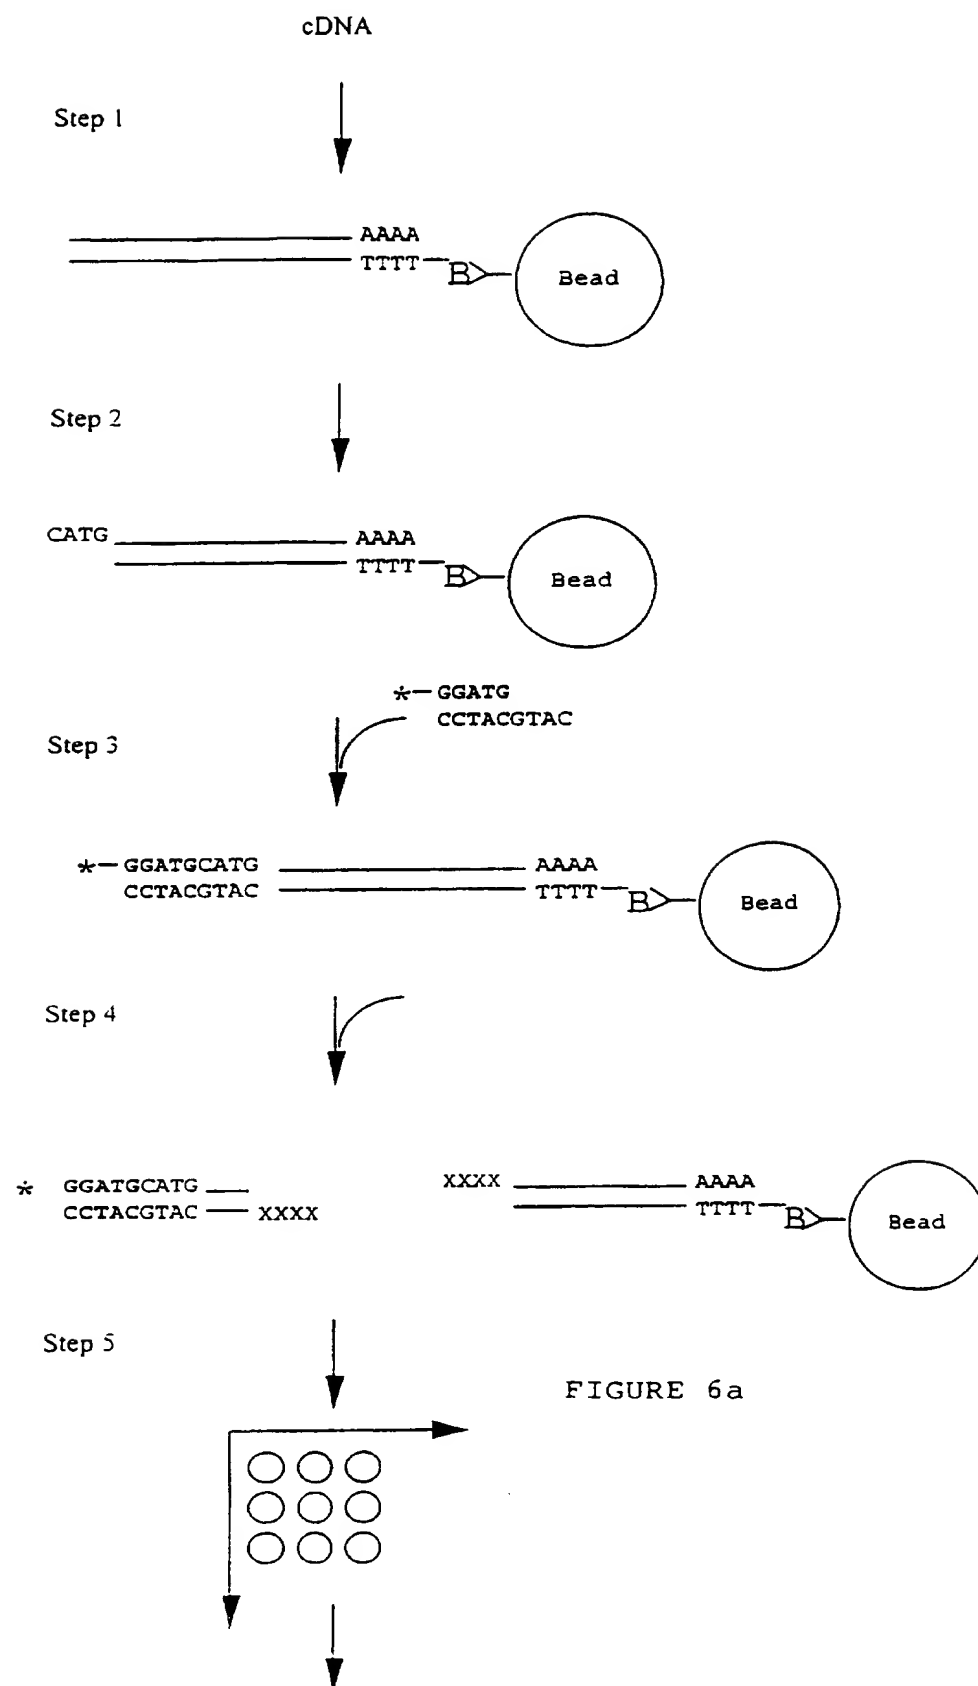 cDNA
Step 1
AAAA
TTTT
B
Bead
Step 2
CATG
AAAA
TTTT
B
Bead
*— GGATG
CCTACGTAC
Step 3
*— GGATGCATG
CCTACGTAC
AAAA
TTTT
B
Bead
Step 4
* GGATGCATG
CCTACGTAC
XXXX
XXXX
AAAA
TTTT
B
Bead
Step 5
FIGURE 6a